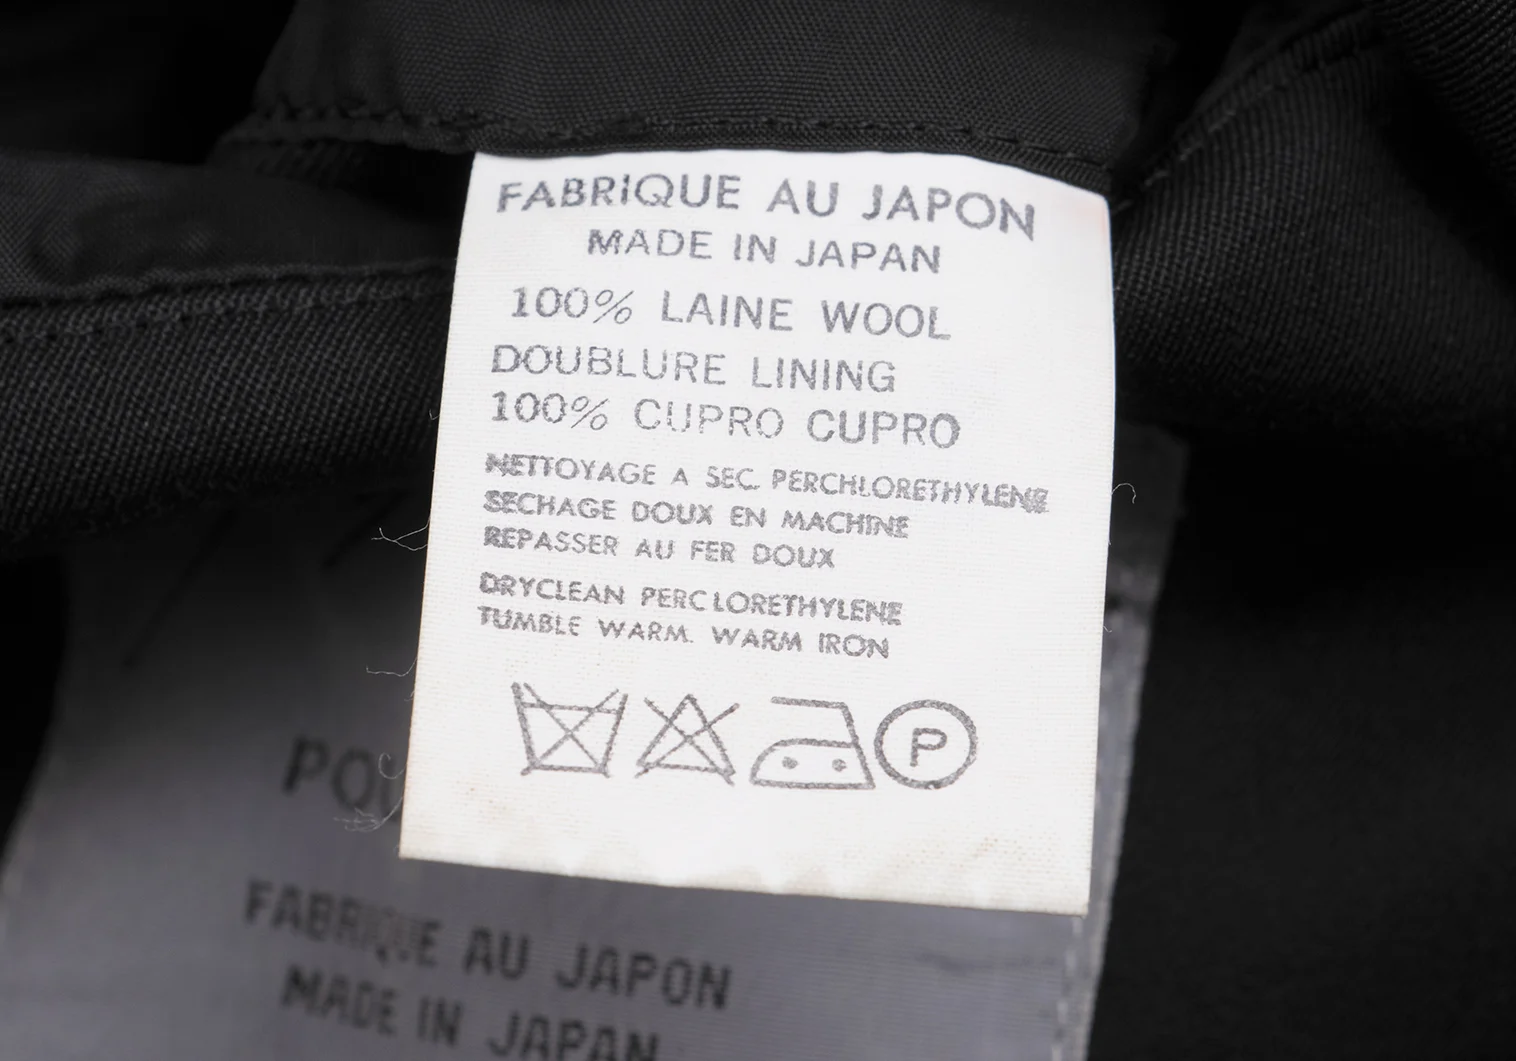 FABRIQUE AU JAPON
MADE IN JAPAN
100% LAINE WOOL
DOUBLURE LINING
100% CUPRO CUPRO
NETTOYAGE A SEC. PERCHLORETHYLENE
SECHAGE DOUX EN MACHINE
REPASSER AU FER DOUX
DRYCLEAN PERCLORETHYLENE
TUMBLE WARM. WARM IRON
P
POU
FABRIQUE AU JAPON
MADE IN JAPAN